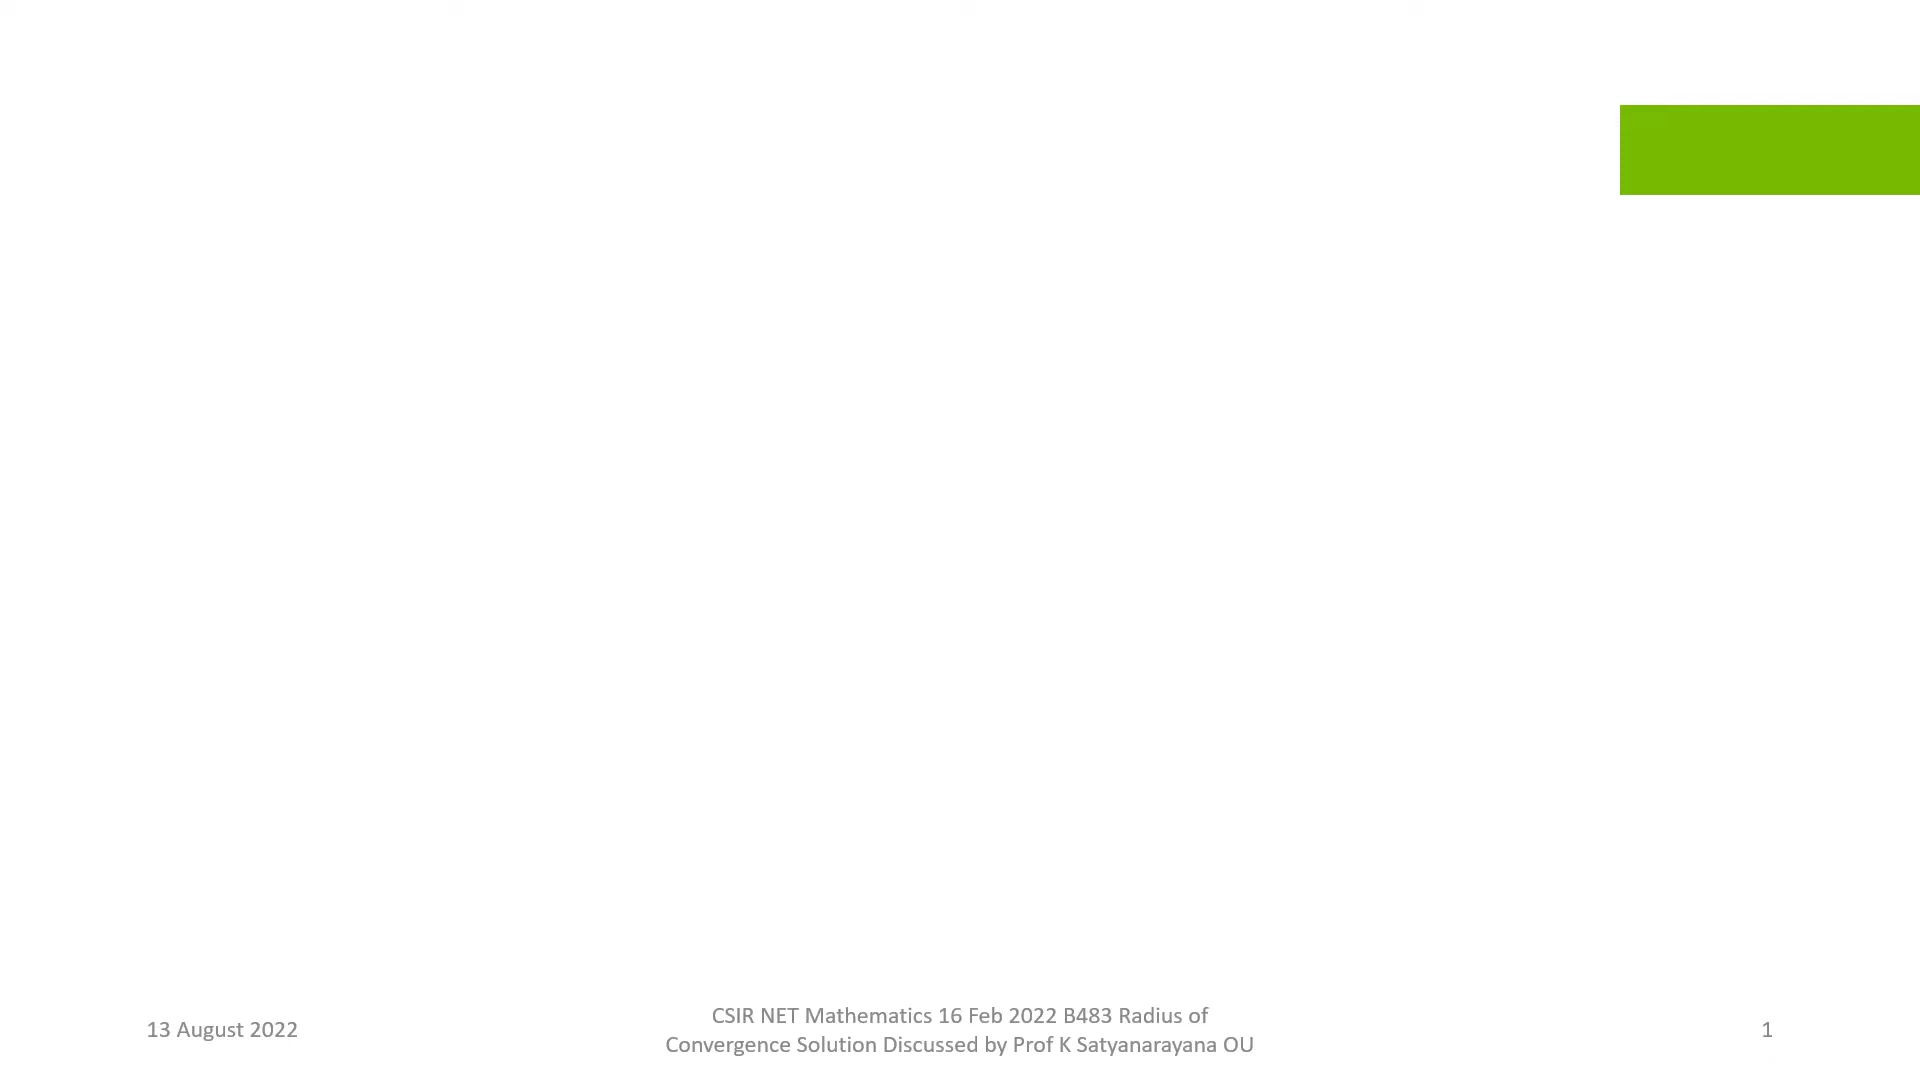 13 August 2022
CSIR NET Mathematics 16 Feb 2022 B483 Radius of
Convergence Solution Discussed by Prof K Satyanarayana OU
1